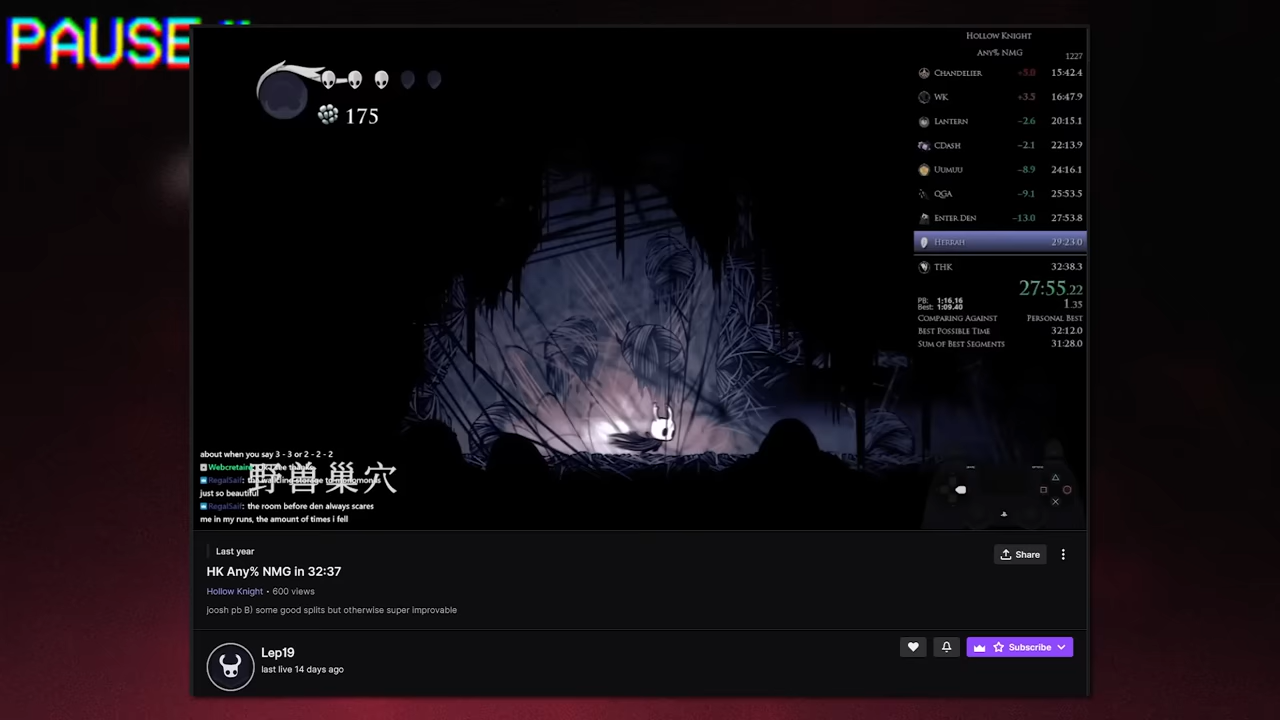 PAUSE
175
HOLLOW KNIGHT
ANY% NMG
1227
CHANDELIER +5.0 15:42.4
WK +3.5 16:47.9
LANTERN -2.6 20:15.1
CDASH -2.1 22:13.9
UUMUU -8.9 24:16.1
QGA -9.1 25:53.5
ENTER DEN -13.0 27:53.8
HERRAH 29:23.0
THK 32:38.3
27:55.22
PB: 1:16.16 1.35
Best: 1:09.40
COMPARING AGAINST PERSONAL BEST
BEST POSSIBLE TIME 32:12.0
SUM OF BEST SEGMENTS 31:28.0
about when you say 3 - 3 or 2 - 2 - 2
野兽巢穴
RegalSaif: the
just so beautiful
RegalSaif: the room before den always scares
me in my runs, the amount of times i fell
Last year
Share
HK Any% NMG in 32:37
Hollow Knight • 600 views
joosh pb B) some good splits but otherwise super improvable
Lep19
last live 14 days ago
Subscribe